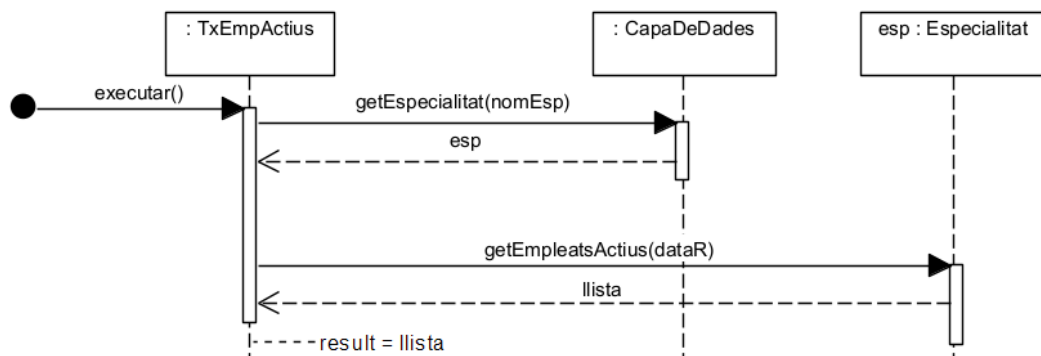 : TxEmpActius
: CapaDeDades
esp : Especialitat
executar()
getEspecialitat(nomEsp)
esp
getEmpleatsActius(dataR)
llista
result = llista